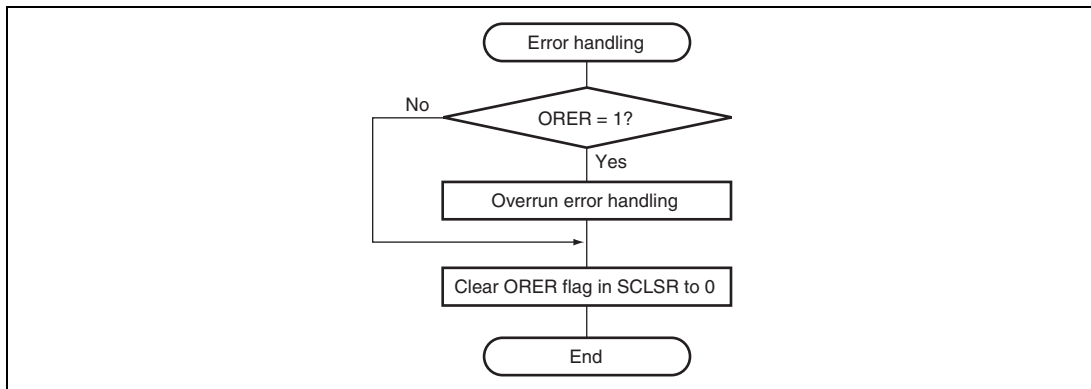 Error handling
No
ORER = 1?
Yes
Overrun error handling
Clear ORER flag in SCLSR to 0
End